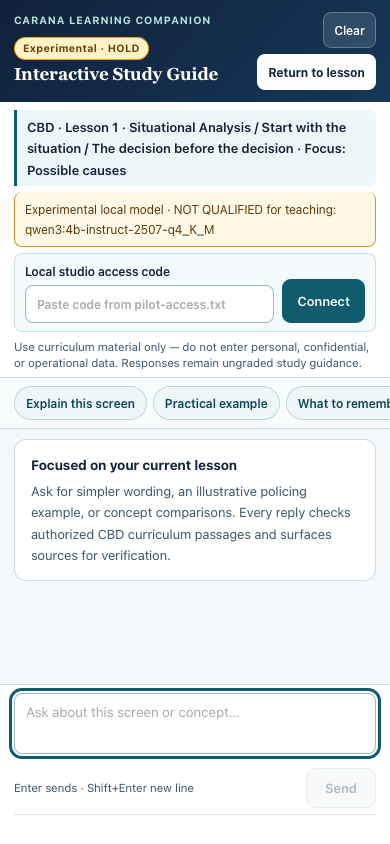 CARANA LEARNING COMPANION
Experimental · HOLD
Interactive Study Guide
Clear
Return to lesson
CBD · Lesson 1 · Situational Analysis / Start with the
situation / The decision before the decision · Focus:
Possible causes
Experimental local model · NOT QUALIFIED for teaching:
qwen3:4b-instruct-2507-q4_K_M
Local studio access code
Paste code from pilot-access.txt
Connect
Use curriculum material only — do not enter personal, confidential,
or operational data. Responses remain ungraded study guidance.
Explain this screen
Practical example
What to rememb
Focused on your current lesson
Ask for simpler wording, an illustrative policing
example, or concept comparisons. Every reply checks
authorized CBD curriculum passages and surfaces
sources for verification.
Ask about this screen or concept...
Enter sends · Shift+Enter new line
Send